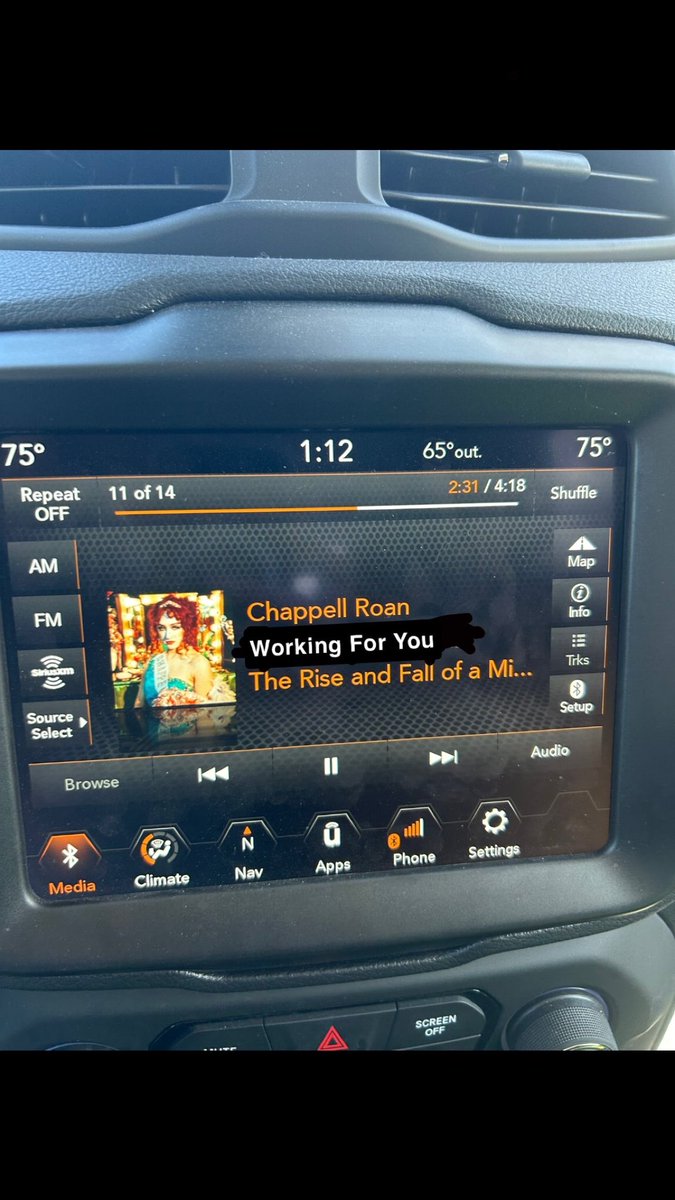 75° 1:12 65°out. 75°
Repeat
OFF
11 of 14
2:31 / 4:18
Shuffle
AM
FM
SiriusXM
Source
Select
Chappell Roan
Working For You
The Rise and Fall of a Mi...
Map
Info
Trks
Setup
Browse
Audio
Media
Climate
N
Nav
Apps
Phone
Settings
MUTE
SCREEN
OFF